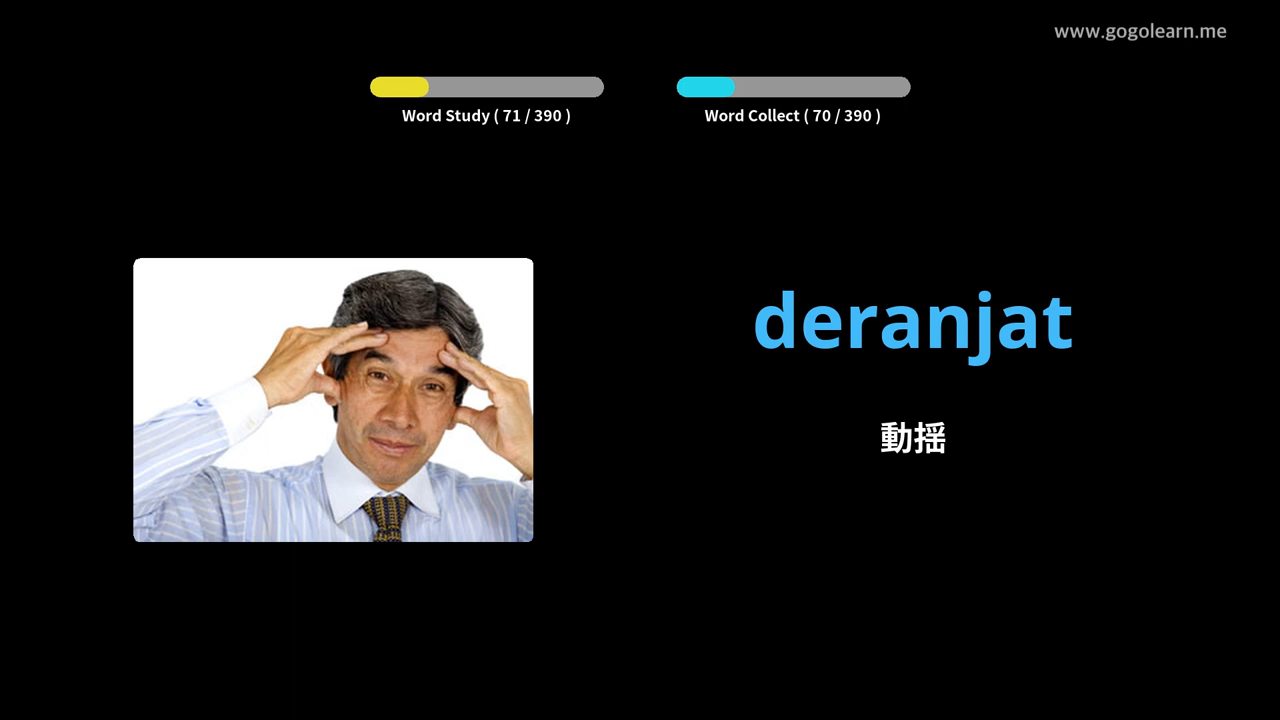 www.gogolearn.me
Word Study ( 71 / 390 )
Word Collect ( 70 / 390 )
deranjat
動揺